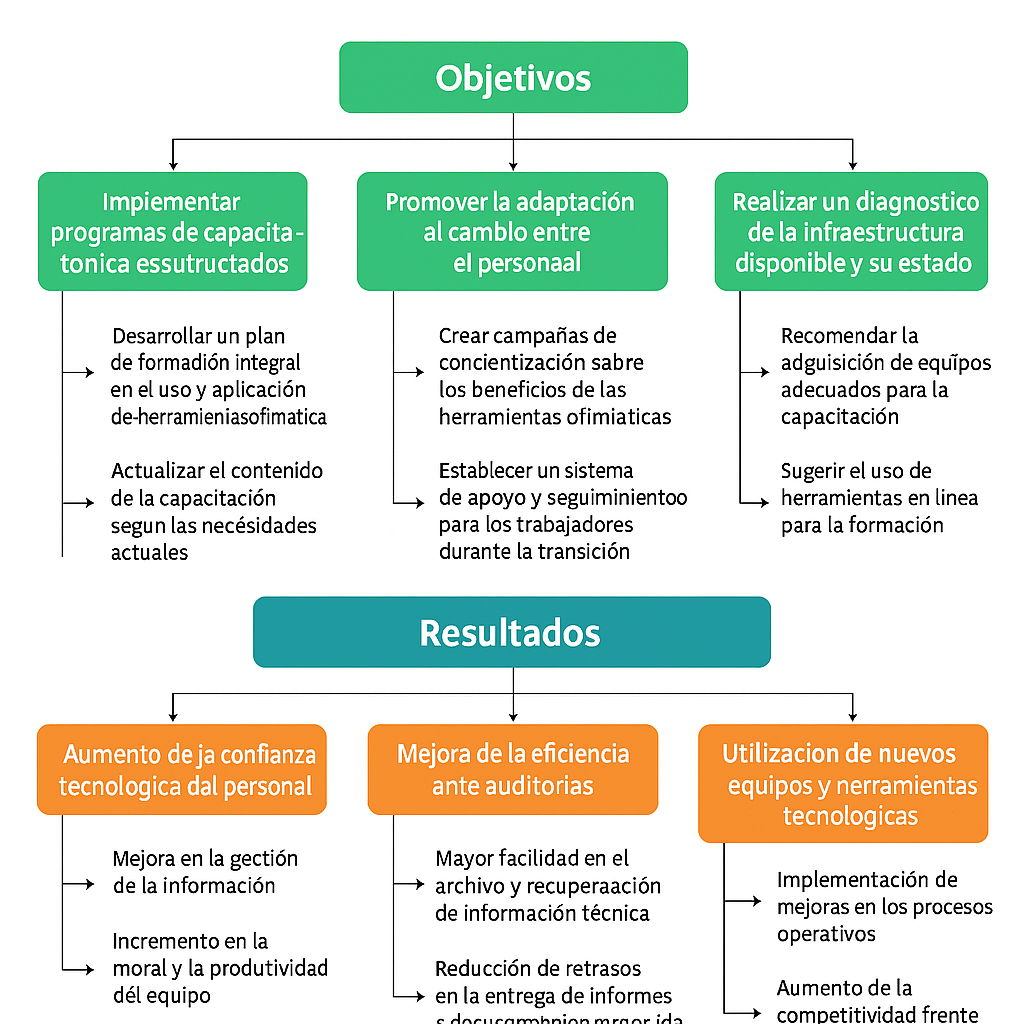 Objetivos
Impiementar
programas de capacita-
tonica essutructados
Desarrollar un plan
de formadión integral
en el uso y aplicación
de-herramieniasofimatica
Actualizar el contenido
de la capacitación
segun las necésidades
actuales
Promover la adaptación
al camblo entre
el personaal
Crear campañas de
concientización sabre
los beneficios de las
herramientas ofimiaticas
Establecer un sistema
de apoyo y seguiminientoo
para los trabajadores
durante la transición
Realizar un diagnostico
de la infraestructura
disponible y su estado
Recomendar la
adguisición de equípos
adecuados para la
capacitación
Sugerir el uso de
herramientas en linea
para la formación
Resultados
Aumento de ja confianza
tecnologica dal personal
Mejora en la gectión
de la información
Incremento en la
moral y la produtividad
dél equipo
Mejora de la eficiencia
ante auditorias
Mayor facilidad en el
archivo y recuperaación
de información técnica
Reducción de retrasos
en la entrega de informes
Utilizacion de nuevos
equipos y nerramientas
tecnologicas
Implementación de
mejoras en los procesos
operativos
Aumento de la
competitividad frente